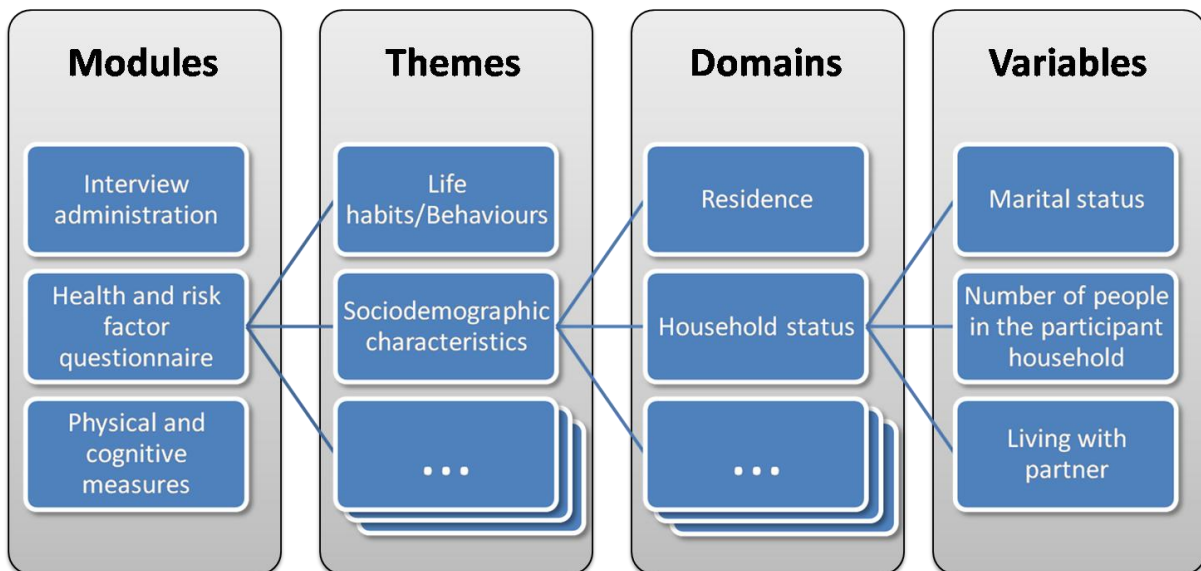 Modules
Interview
administration
Health and risk
factor
questionnaire
Physical and
cognitive
measures
Themes
Life
habits/Behaviours
Sociodemographic
characteristics
...
Domains
Residence
Household status
...
Variables
Marital status
Number of people
in the participant
household
Living with
partner